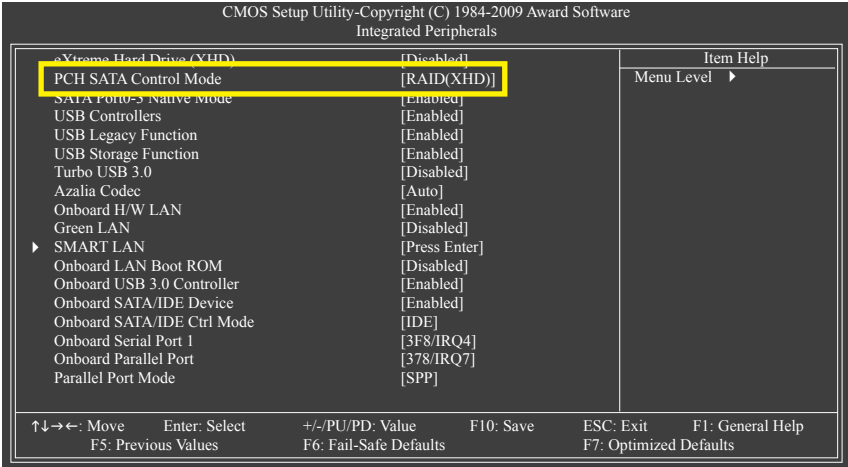 CMOS Setup Utility-Copyright (C) 1984-2009 Award Software
Integrated Peripherals
eXtreme Hard Drive (XHD) [Disabled] Item Help
PCH SATA Control Mode [RAID(XHD)] Menu Level
SATA Port0-3 Native Mode [Enabled]
USB Controllers [Enabled]
USB Legacy Function [Enabled]
USB Storage Function [Enabled]
Turbo USB 3.0 [Disabled]
Azalia Codec [Auto]
Onboard H/W LAN [Enabled]
Green LAN [Disabled]
SMART LAN [Press Enter]
Onboard LAN Boot ROM [Disabled]
Onboard USB 3.0 Controller [Enabled]
Onboard SATA/IDE Device [Enabled]
Onboard SATA/IDE Ctrl Mode [IDE]
Onboard Serial Port 1 [3F8/IRQ4]
Onboard Parallel Port [378/IRQ7]
Parallel Port Mode [SPP]
↑↓→←: Move Enter: Select +/-/PU/PD: Value F10: Save ESC: Exit F1: General Help
F5: Previous Values F6: Fail-Safe Defaults F7: Optimized Defaults